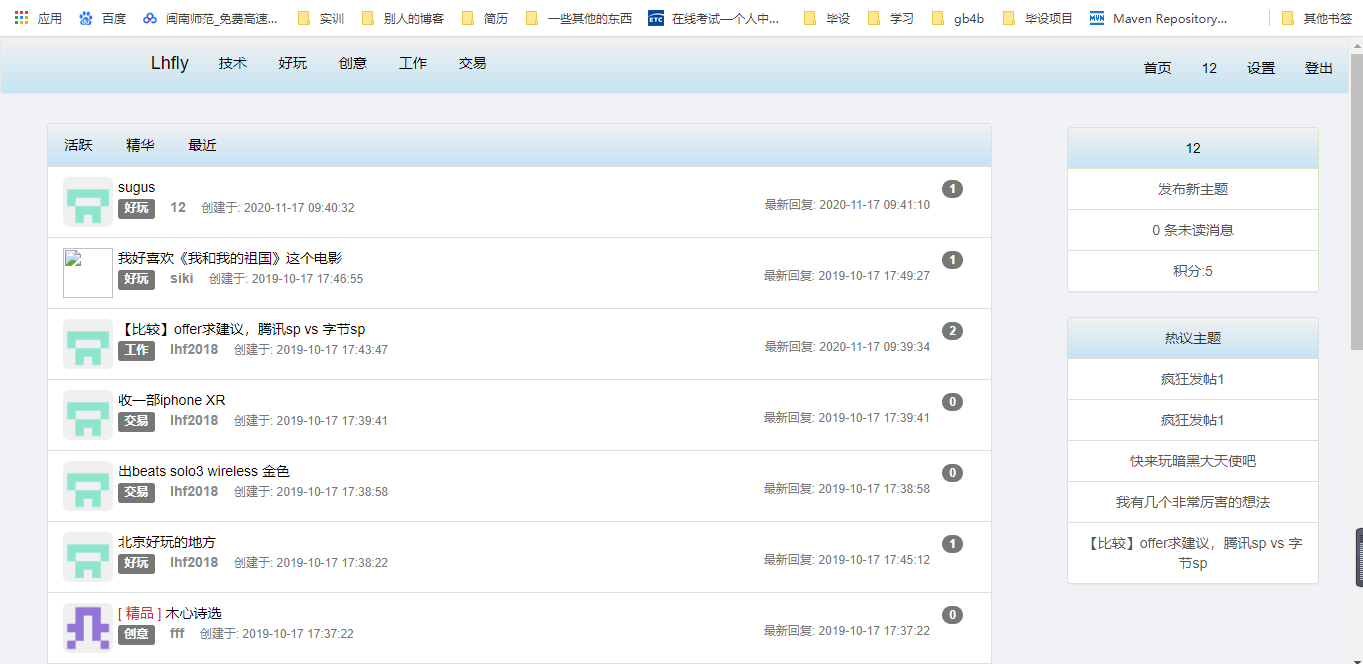 应用 百度 闽南师范_免费高速... 实训 别人的博客 简历 一些其他的东西 ETC 在线考试—个人中... 毕设 学习 gb4b 毕设项目 MVN Maven Repository... 其他书签
Lhfly 技术 好玩 创意 工作 交易 首页 12 设置 登出
活跃 精华 最近
sugus
好玩 12 创建于: 2020-11-17 09:40:32 最新回复: 2020-11-17 09:41:10 1
我好喜欢《我和我的祖国》这个电影
好玩 siki 创建于: 2019-10-17 17:46:55 最新回复: 2019-10-17 17:49:27 1
【比较】offer求建议，腾讯sp vs 字节sp
工作 lhf2018 创建于: 2019-10-17 17:43:47 最新回复: 2020-11-17 09:39:34 2
收一部iphone XR
交易 lhf2018 创建于: 2019-10-17 17:39:41 最新回复: 2019-10-17 17:39:41 0
出beats solo3 wireless 金色
交易 lhf2018 创建于: 2019-10-17 17:38:58 最新回复: 2019-10-17 17:38:58 0
北京好玩的地方
好玩 lhf2018 创建于: 2019-10-17 17:38:22 最新回复: 2019-10-17 17:45:12 1
[ 精品 ] 木心诗选
创意 fff 创建于: 2019-10-17 17:37:22 最新回复: 2019-10-17 17:37:22 0
12
发布新主题
0 条未读消息
积分:5
热议主题
疯狂发帖1
疯狂发帖1
快来玩暗黑大天使吧
我有几个非常厉害的想法
【比较】offer求建议，腾讯sp vs 字
节sp